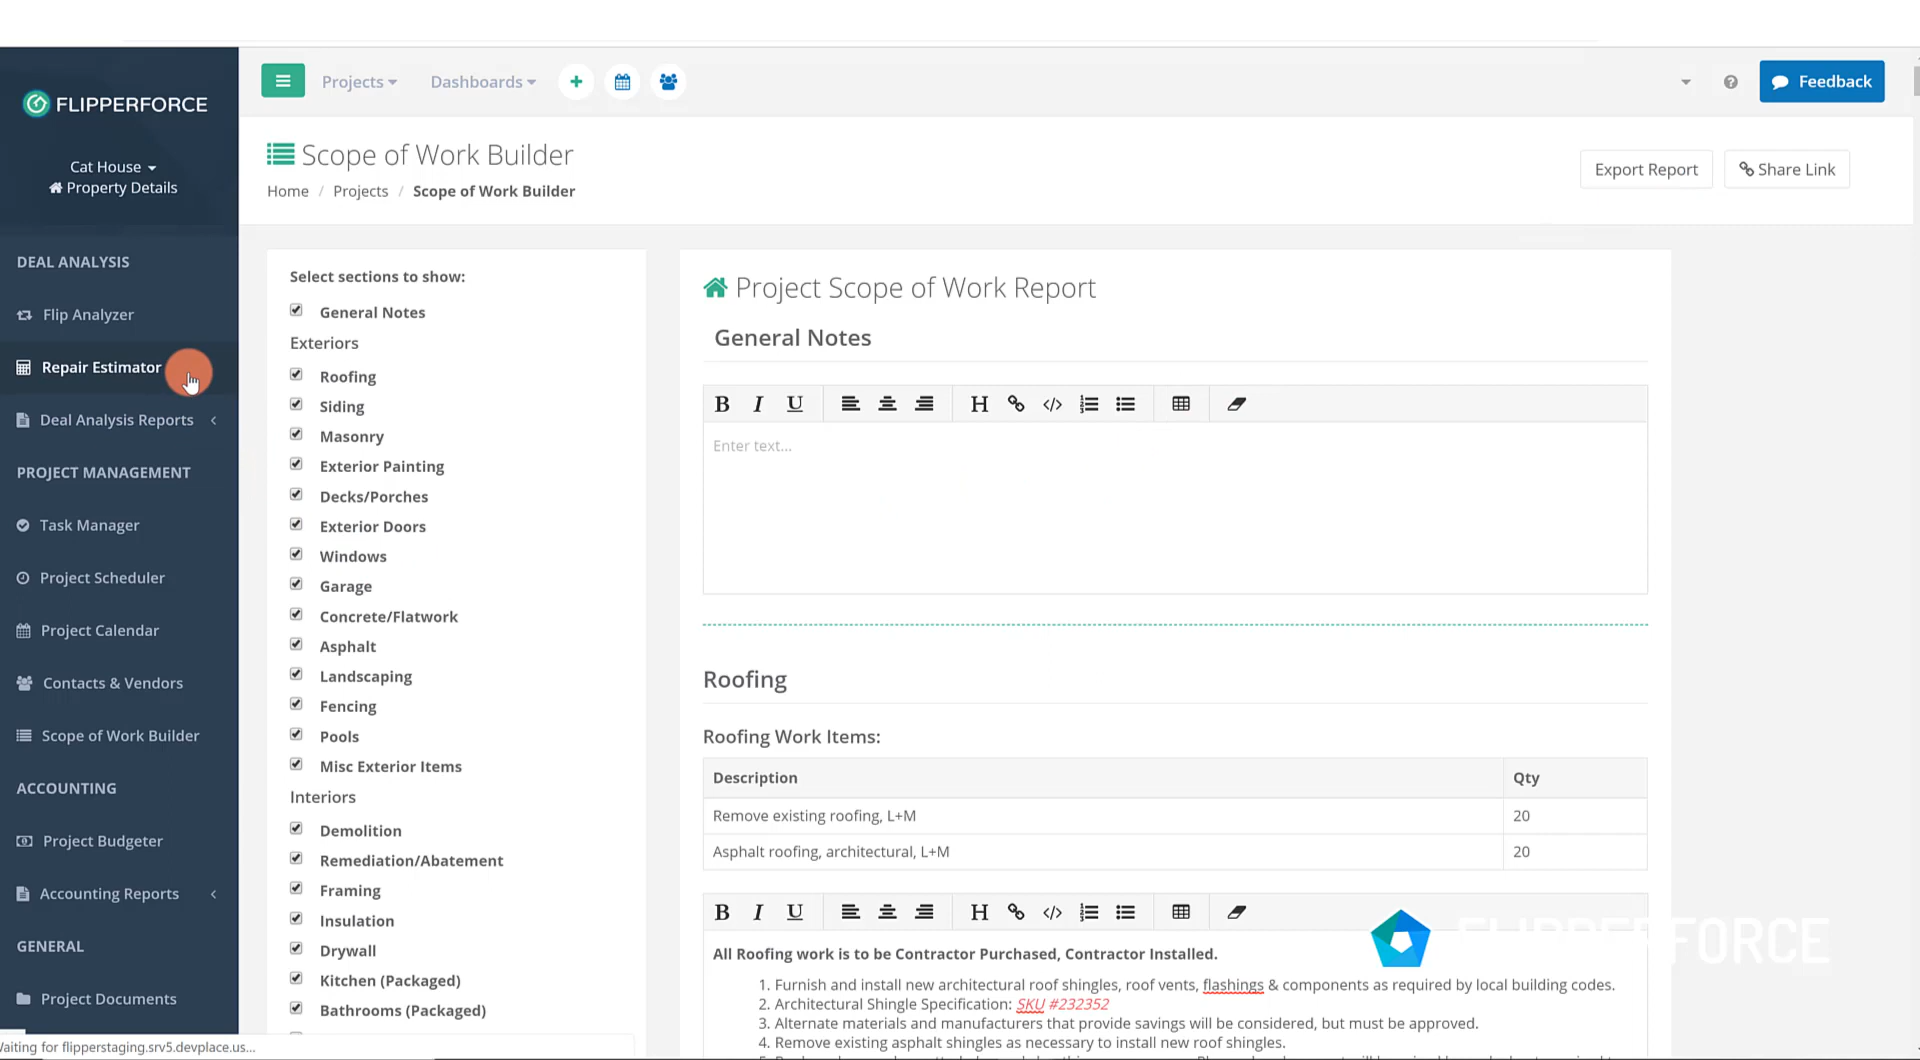 FLIPPERFORCE
Cat House
Property Details
DEAL ANALYSIS
Flip Analyzer
Repair Estimator
Deal Analysis Reports
PROJECT MANAGEMENT
Task Manager
Project Scheduler
Project Calendar
Contacts & Vendors
Scope of Work Builder
ACCOUNTING
Project Budgeter
Accounting Reports
GENERAL
Project Documents
Waiting for flipperstaging.srv5.devplace.us...
Projects Dashboards
Feedback
Scope of Work Builder
Home / Projects / Scope of Work Builder
Export Report
Share Link
Select sections to show:
General Notes
Exteriors
Roofing
Siding
Masonry
Exterior Painting
Decks/Porches
Exterior Doors
Windows
Garage
Concrete/Flatwork
Asphalt
Landscaping
Fencing
Pools
Misc Exterior Items
Interiors
Demolition
Remediation/Abatement
Framing
Insulation
Drywall
Kitchen (Packaged)
Bathrooms (Packaged)
Project Scope of Work Report
General Notes
B I U H </>
Enter text...
Roofing
Roofing Work Items:
Description Qty
Remove existing roofing, L+M 20
Asphalt roofing, architectural, L+M 20
B I U H </>
FLIPPERFORCE
All Roofing work is to be Contractor Purchased, Contractor Installed.
1. Furnish and install new architectural roof shingles, roof vents, flashings & components as required by local building codes.
2. Architectural Shingle Specification: SKU #232352
3. Alternate materials and manufacturers that provide savings will be considered, but must be approved.
4. Remove existing asphalt shingles as necessary to install new roof shingles.